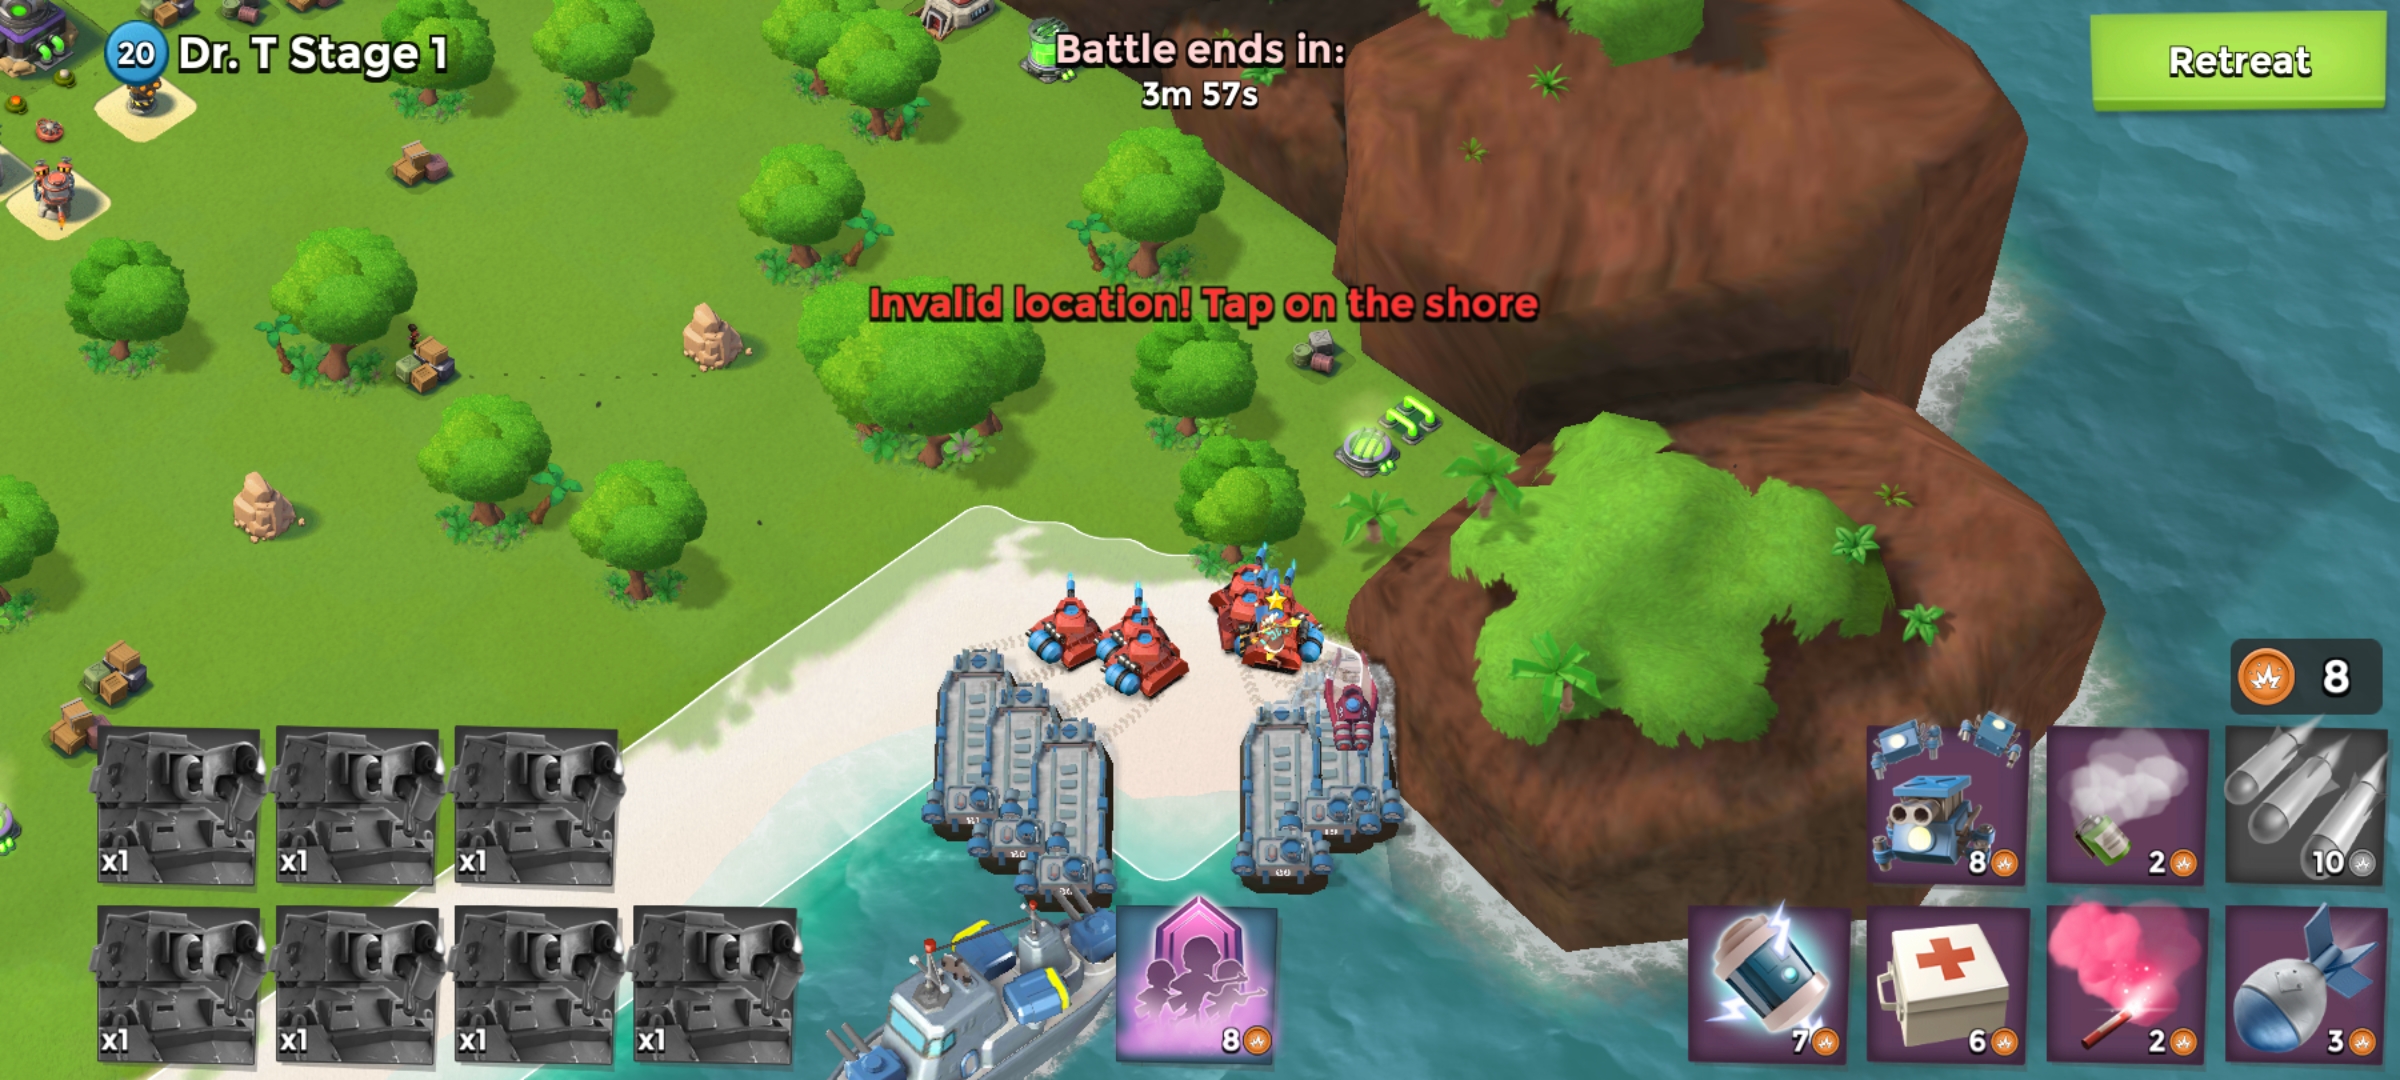 20 Dr. T Stage 1
Battle ends in:
3m 57s
Retreat
Invalid location! Tap on the shore
8
x1
x1
x1
8
2
10
x1
x1
x1
x1
8
7
6
2
3